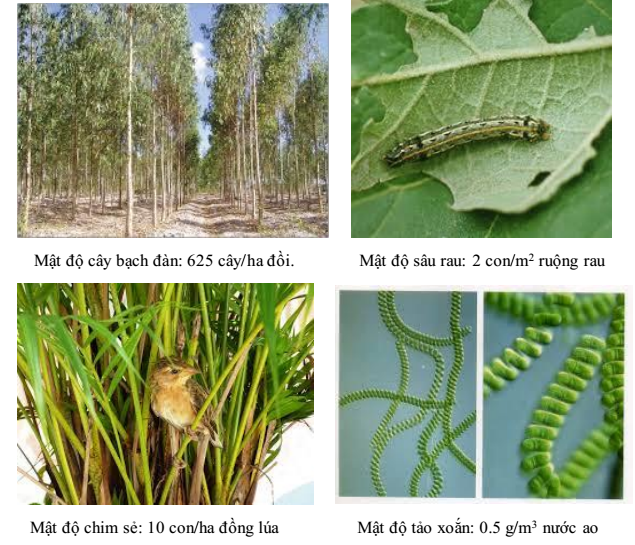 Mật độ cây bạch đàn: 625 cây/ha đồi.
Mật độ sâu rau: 2 con/m² ruộng rau
Mật độ chim sẻ: 10 con/ha đồng lúa
Mật độ tảo xoắn: 0.5 g/m³ nước ao